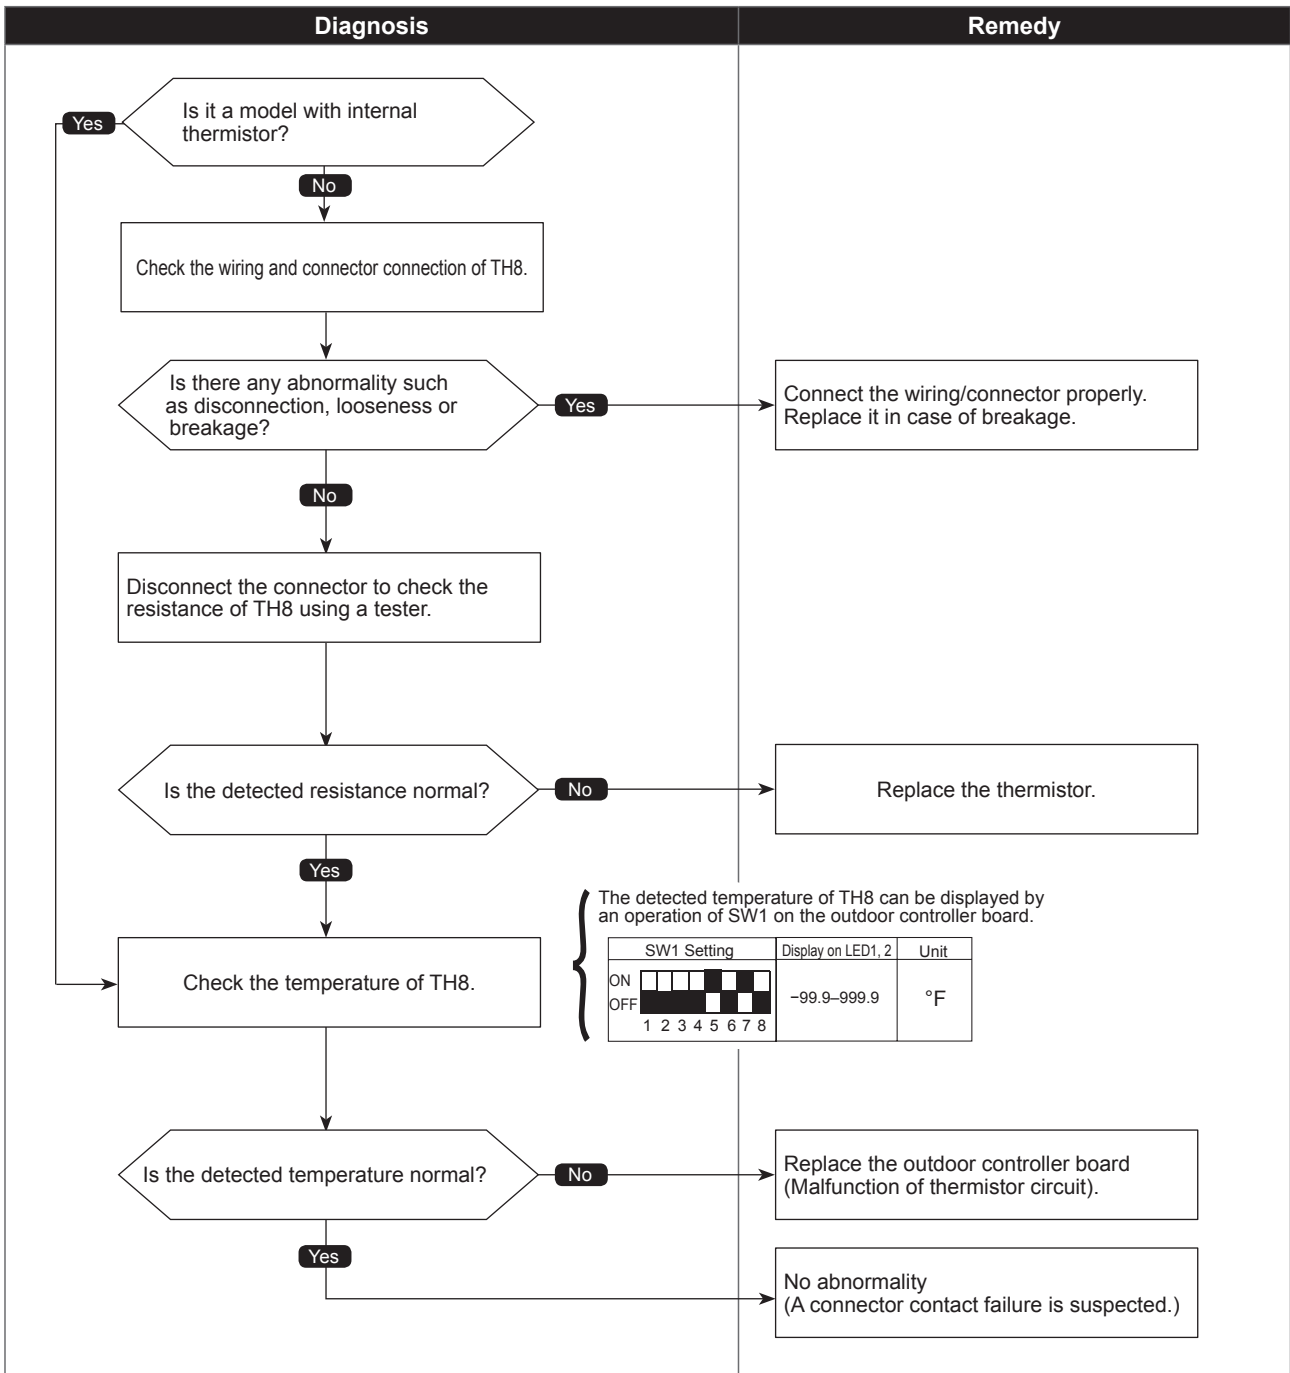 Diagnosis
Remedy
Is it a model with internal
thermistor?
Yes
No
Check the wiring and connector connection of TH8.
Is there any abnormality such
as disconnection, looseness or
breakage?
Yes
Connect the wiring/connector properly.
Replace it in case of breakage.
No
Disconnect the connector to check the
resistance of TH8 using a tester.
Is the detected resistance normal?
No
Replace the thermistor.
Yes
The detected temperature of TH8 can be displayed by
an operation of SW1 on the outdoor controller board.
SW1 Setting
Display on LED1, 2
Unit
ON
OFF
1 2 3 4 5 6 7 8
−99.9–999.9
°F
Check the temperature of TH8.
Is the detected temperature normal?
No
Replace the outdoor controller board
(Malfunction of thermistor circuit).
Yes
No abnormality
(A connector contact failure is suspected.)